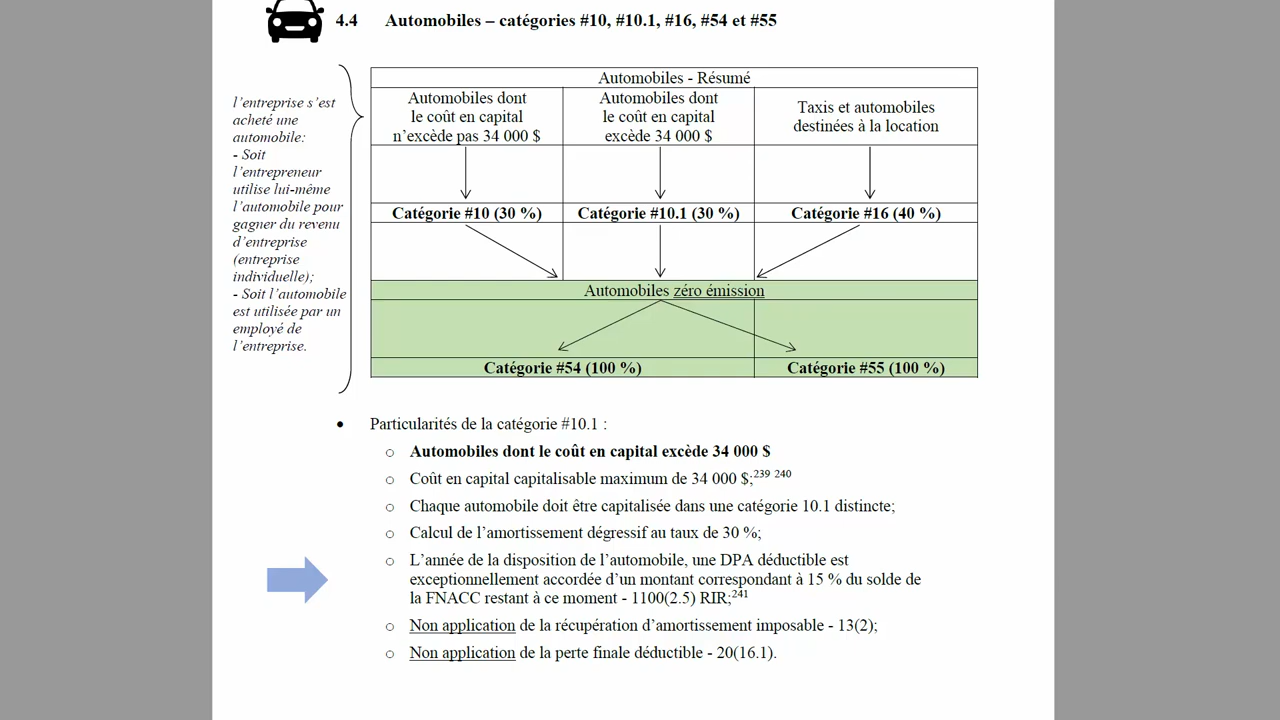 4.4 Automobiles – catégories #10, #10.1, #16, #54 et #55
l'entreprise s'est
acheté une
automobile:
- Soit
l'entrepreneur
utilise lui-même
l'automobile pour
gagner du revenu
d'entreprise
(entreprise
individuelle);
- Soit l'automobile
est utilisée par un
employé de
l'entreprise.
Automobiles - Résumé
Automobiles dont
le coût en capital
n'excède pas 34 000 $
Automobiles dont
le coût en capital
excède 34 000 $
Taxis et automobiles
destinées à la location
Catégorie #10 (30 %)
Catégorie #10.1 (30 %)
Catégorie #16 (40 %)
Automobiles zéro émission
Catégorie #54 (100 %)
Catégorie #55 (100 %)
• Particularités de la catégorie #10.1 :
o Automobiles dont le coût en capital excède 34 000 $
o Coût en capital capitalisable maximum de 34 000 $;239 240
o Chaque automobile doit être capitalisée dans une catégorie 10.1 distincte;
o Calcul de l'amortissement dégressif au taux de 30 %;
o L'année de la disposition de l'automobile, une DPA déductible est
exceptionnellement accordée d'un montant correspondant à 15 % du solde de
la FNACC restant à ce moment - 1100(2.5) RIR;241
o Non application de la récupération d'amortissement imposable - 13(2);
o Non application de la perte finale déductible - 20(16.1).